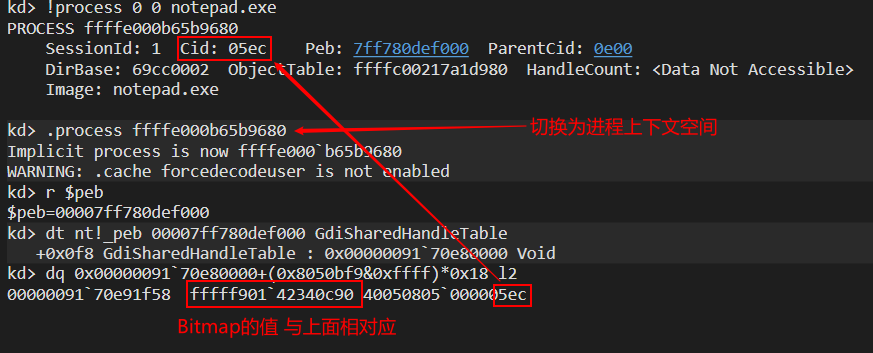 kd> !process 0 0 notepad.exe
PROCESS ffffe000b65b9680
SessionId: 1 Cid: 05ec Peb: 7ff780def000 ParentCid: 0e00
DirBase: 69cc0002 ObjectTable: ffffc00217a1d980 HandleCount: <Data Not Accessible>
Image: notepad.exe
kd> .process ffffe000b65b9680 切换为进程上下文空间
Implicit process is now ffffe000`b65b9680
WARNING: .cache forcedecodeuser is not enabled
kd> r $peb
$peb=00007ff780def000
kd> dt nt!_peb 00007ff780def000 GdiSharedHandleTable
+0x0f8 GdiSharedHandleTable : 0x00000091`70e80000 Void
kd> dq 0x00000091`70e80000+(0x8050bf9&0xffff)*0x18 l2
00000091`70e91f58 fffff901`42340c90 40050805`000005ec
Bitmap的值 与上面相对应